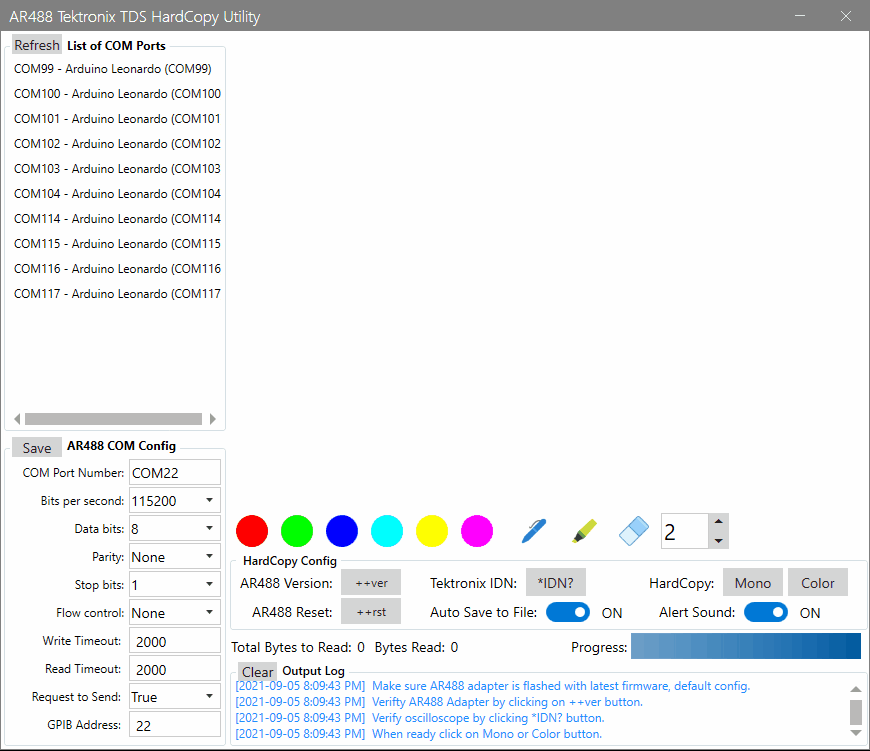 AR488 Tektronix TDS HardCopy Utility
Refresh List of COM Ports
COM99 - Arduino Leonardo (COM99)
COM100 - Arduino Leonardo (COM100
COM101 - Arduino Leonardo (COM101
COM102 - Arduino Leonardo (COM102
COM103 - Arduino Leonardo (COM103
COM104 - Arduino Leonardo (COM104
COM114 - Arduino Leonardo (COM114
COM115 - Arduino Leonardo (COM115
COM116 - Arduino Leonardo (COM116
COM117 - Arduino Leonardo (COM117
Save AR488 COM Config
COM Port Number: COM22
Bits per second: 115200
Data bits: 8
Parity: None
Stop bits: 1
Flow control: None
Write Timeout: 2000
Read Timeout: 2000
Request to Send: True
GPIB Address: 22
2
HardCopy Config
AR488 Version: ++ver Tektronix IDN: *IDN? HardCopy: Mono Color
AR488 Reset: ++rst Auto Save to File: ON Alert Sound: ON
Total Bytes to Read: 0 Bytes Read: 0 Progress:
Clear Output Log
[2021-09-05 8:09:43 PM] Make sure AR488 adapter is flashed with latest firmware, default config.
[2021-09-05 8:09:43 PM] Verifty AR488 Adapter by clicking on ++ver button.
[2021-09-05 8:09:43 PM] Verify oscilloscope by clicking *IDN? button.
[2021-09-05 8:09:43 PM] When ready click on Mono or Color button.